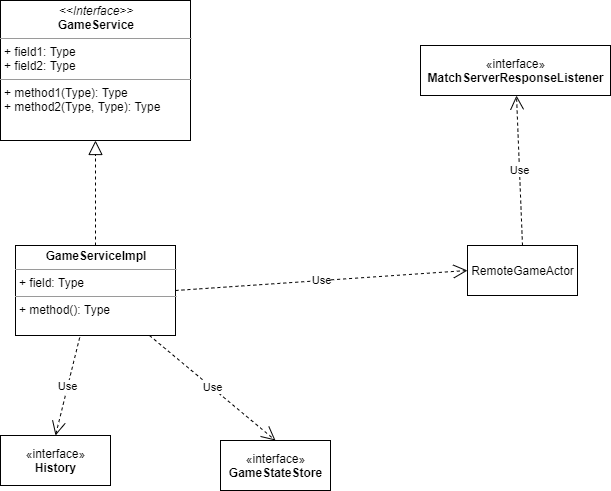 <<Interface>>
GameService
+ field1: Type
+ field2: Type
+ method1(Type): Type
+ method2(Type, Type): Type
«interface»
MatchServerResponseListener
Use
GameServiceImpl
+ field: Type
+ method(): Type
Use
RemoteGameActor
Use
Use
«interface»
History
«interface»
GameStateStore